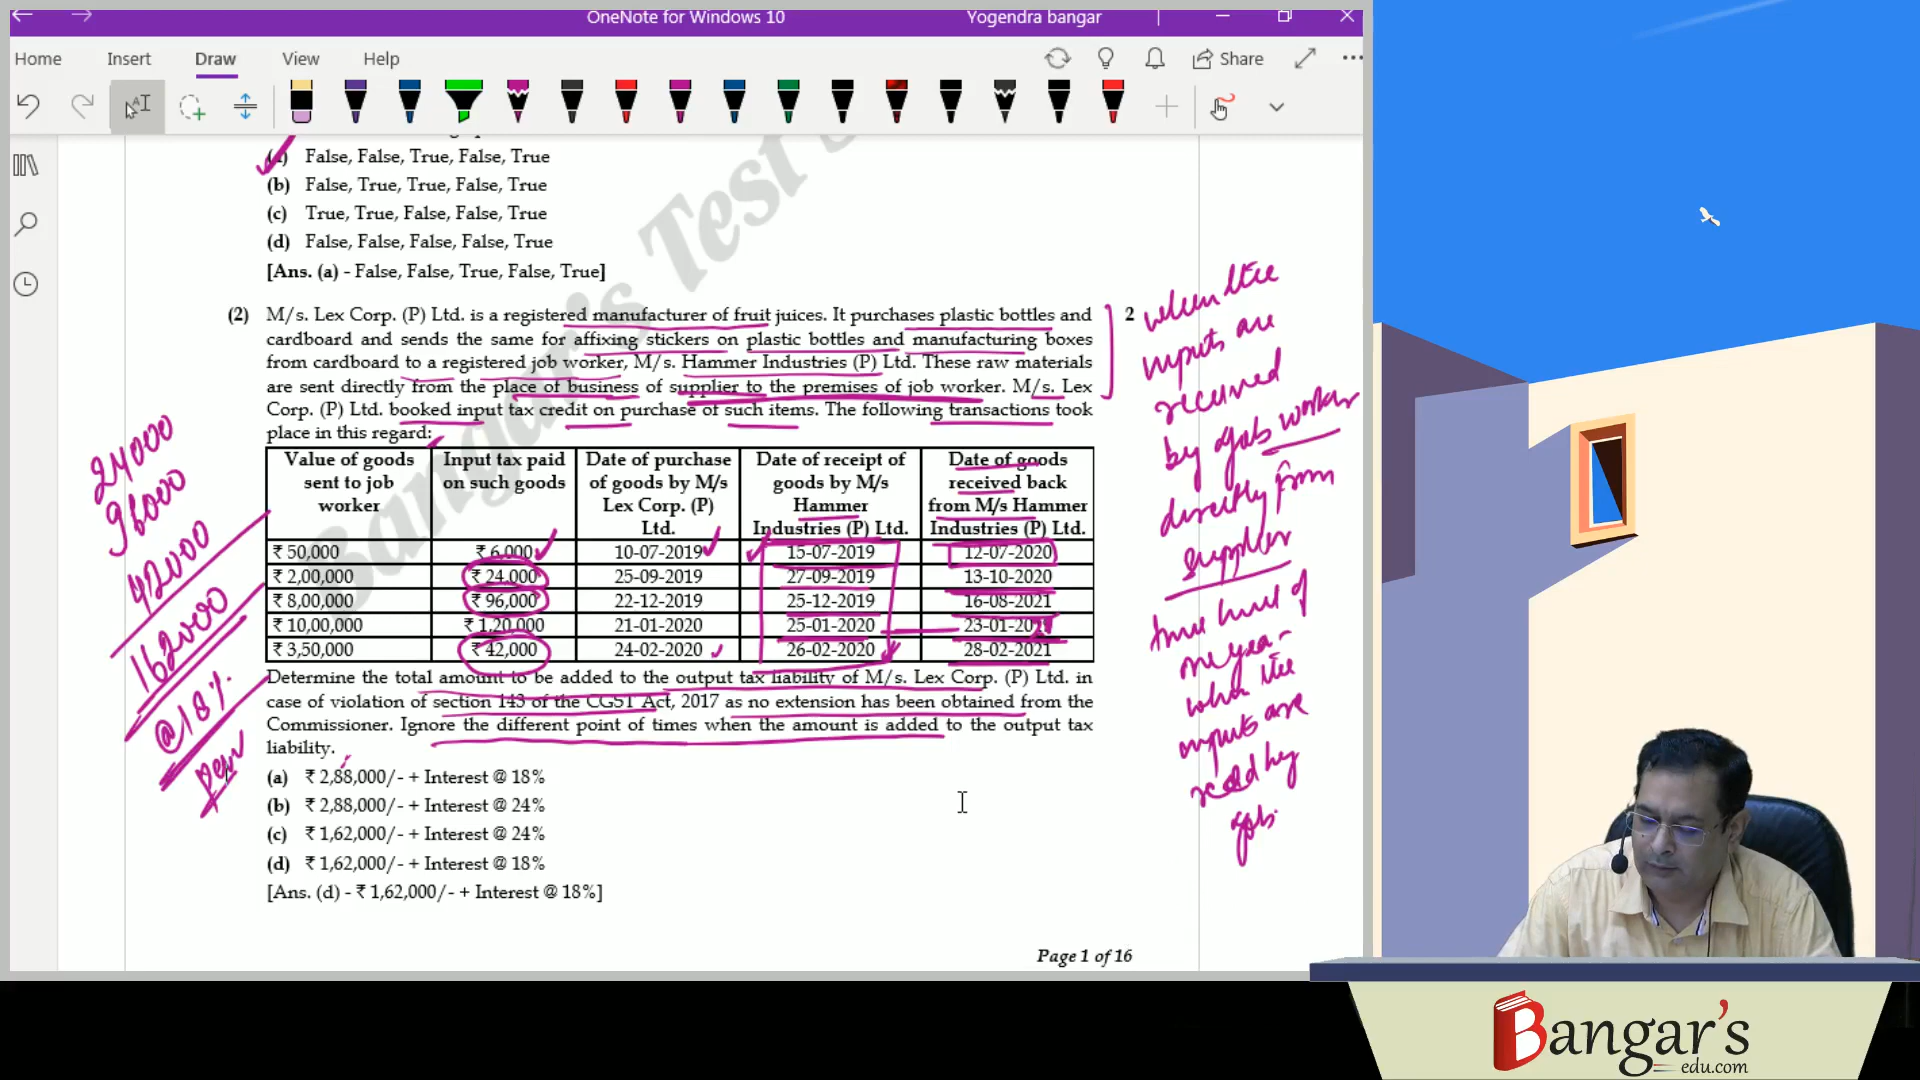 OneNote for Windows 10
Yogendra bangar
Home Insert Draw View Help
Share
(a) False, False, True, False, True
(b) False, True, True, False, True
(c) True, True, False, False, True
(d) False, False, False, False, True
[Ans. (a) - False, False, True, False, True]
(2) M/s. Lex Corp. (P) Ltd. is a registered manufacturer of fruit juices. It purchases plastic bottles and 2
cardboard and sends the same for affixing stickers on plastic bottles and manufacturing boxes
from cardboard to a registered job worker, M/s. Hammer Industries (P) Ltd. These raw materials
are sent directly from the place of business of supplier to the premises of job worker. M/s. Lex
Corp. (P) Ltd. booked input tax credit on purchase of such items. The following transactions took
place in this regard:
Value of goods sent to job worker | Input tax paid on such goods | Date of purchase of goods by M/s Lex Corp. (P) Ltd. | Date of receipt of goods by M/s Hammer Industries (P) Ltd. | Date of goods received back from M/s Hammer Industries (P) Ltd.
₹ 50,000 ₹ 6,000 10-07-2019 15-07-2019 12-07-2020
₹ 2,00,000 ₹ 24,000 25-09-2019 27-09-2019 13-10-2020
₹ 8,00,000 ₹ 96,000 22-12-2019 25-12-2019 16-08-2021
₹ 10,00,000 ₹ 1,20,000 21-01-2020 25-01-2020 23-01-2021
₹ 3,50,000 ₹ 42,000 24-02-2020 26-02-2020 28-02-2021
Determine the total amount to be added to the output tax liability of M/s. Lex Corp. (P) Ltd. in
case of violation of section 143 of the CGST Act, 2017 as no extension has been obtained from the
Commissioner. Ignore the different point of times when the amount is added to the output tax
liability.
(a) ₹ 2,88,000/- + Interest @ 18%
(b) ₹ 2,88,000/- + Interest @ 24%
(c) ₹ 1,62,000/- + Interest @ 24%
(d) ₹ 1,62,000/- + Interest @ 18%
[Ans. (d) - ₹ 1,62,000/- + Interest @ 18%]
Page 1 of 16
24000
96000
42000
162000
@18%
when the
inputs are
received
by job worker
directly from
supplier
time limit of
one year -
when the
inputs are
recd by
job
Bangar's Test
Bangar's
edu.com